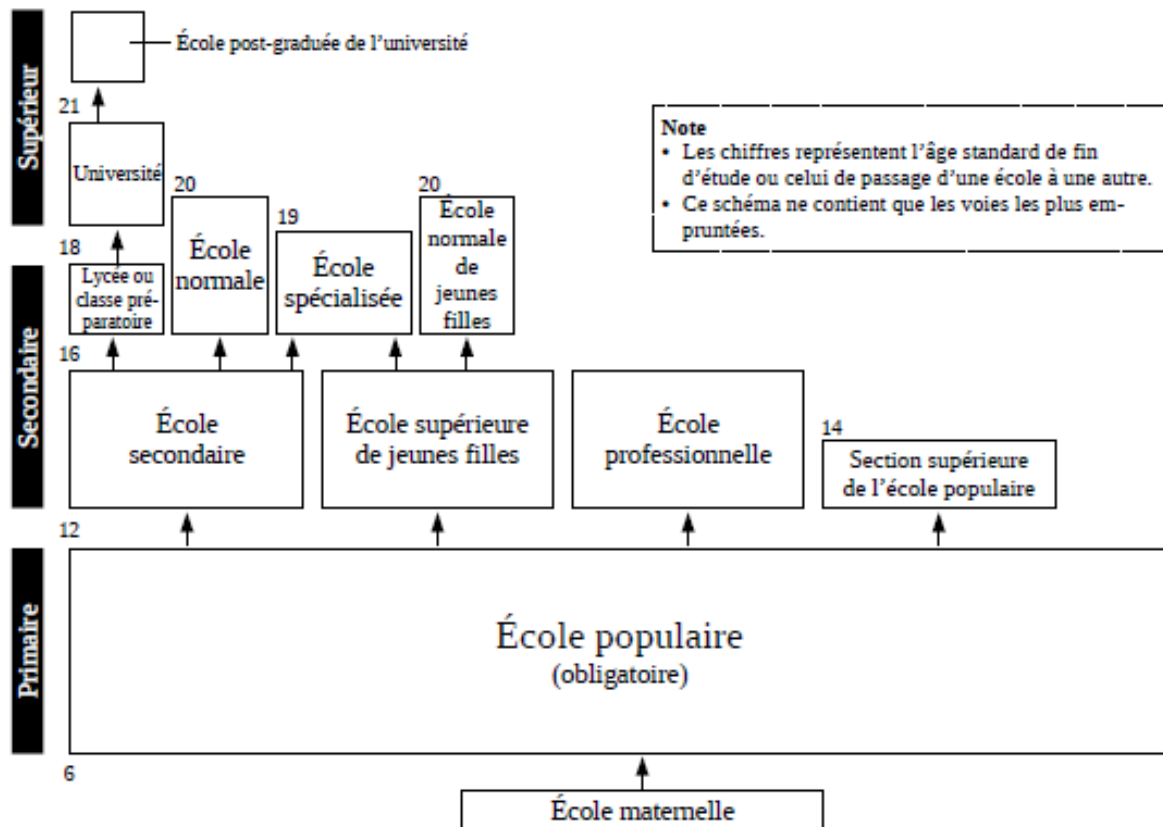 Supérieur
École post-graduée de l’université
21
Université
Note
• Les chiffres représentent l’âge standard de fin
d’étude ou celui de passage d’une école à une autre.
• Ce schéma ne contient que les voies les plus em-
pruntées.
20
École
normale
19
École
spécialisée
20
École
normale
de
jeunes
filles
18
Lycée ou
classe pré-
paratoire
Secondaire
16
École
secondaire
École supérieure
de jeunes filles
École
professionnelle
14
Section supérieure
de l’école populaire
12
Primaire
École populaire
(obligatoire)
6
École maternelle